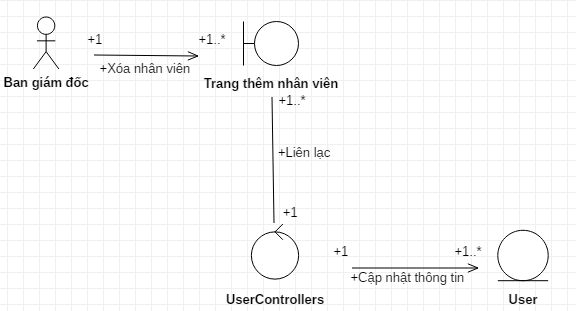 +1
+1..*
+Xóa nhân viên
Ban giám đốc
Trang thêm nhân viên
+1..*
+Liên lạc
+1
+1
+1..*
+Cập nhật thông tin
UserControllers
User